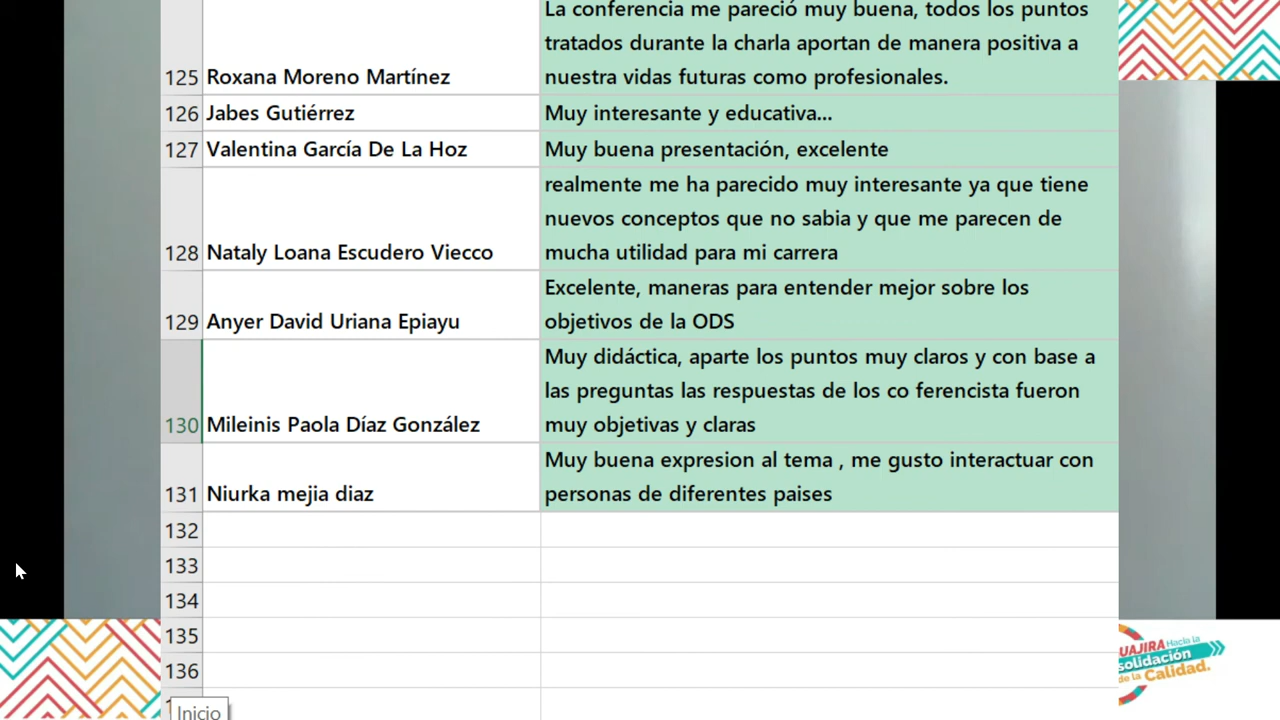 La conferencia me pareció muy buena, todos los puntos
tratados durante la charla aportan de manera positiva a
125 Roxana Moreno Martínez nuestra vidas futuras como profesionales.
126 Jabes Gutiérrez Muy interesante y educativa...
127 Valentina García De La Hoz Muy buena presentación, excelente
realmente me ha parecido muy interesante ya que tiene
nuevos conceptos que no sabia y que me parecen de
128 Nataly Loana Escudero Viecco mucha utilidad para mi carrera
Excelente, maneras para entender mejor sobre los
129 Anyer David Uriana Epiayu objetivos de la ODS
Muy didáctica, aparte los puntos muy claros y con base a
las preguntas las respuestas de los co ferencista fueron
130 Mileinis Paola Díaz González muy objetivas y claras
Muy buena expresion al tema , me gusto interactuar con
131 Niurka mejia diaz personas de diferentes paises
132
133
134
135
136
Inicio
UAJIRA Hacia la
solidación
de la Calidad.